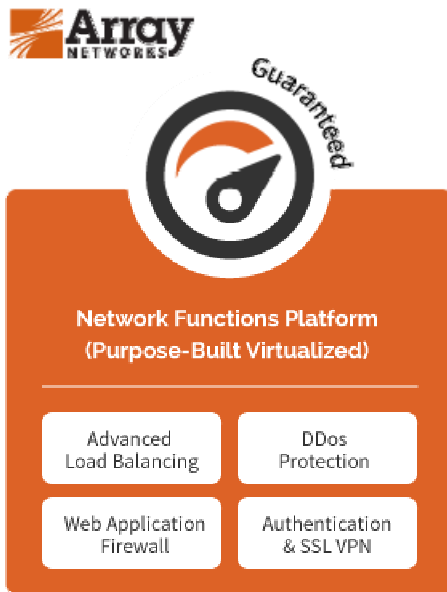 Array
NETWORKS
Guaranteed
Network Functions Platform
(Purpose-Built Virtualized)
Advanced
Load Balancing
DDos
Protection
Web Application
Firewall
Authentication
& SSL VPN